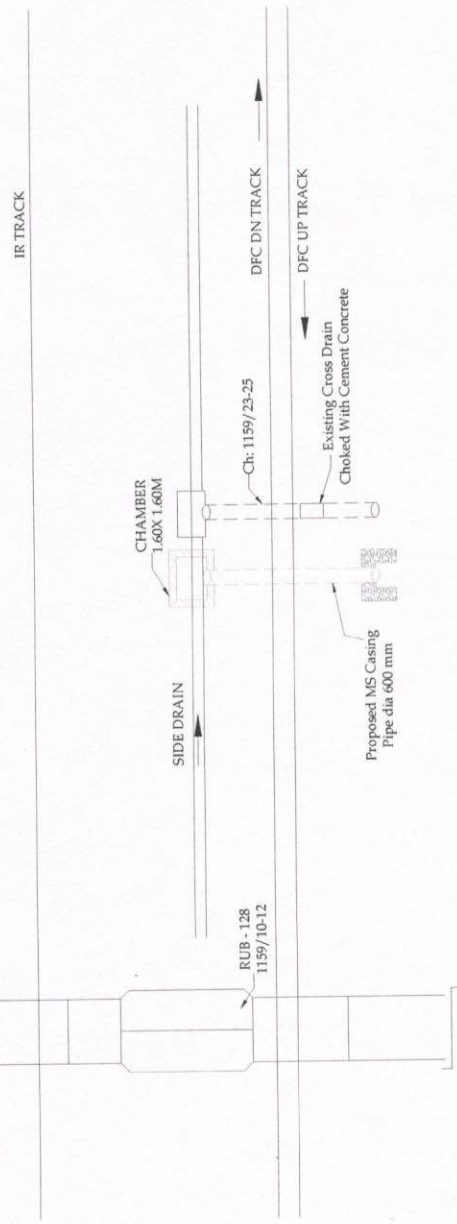 IR TRACK
CHAMBER
1.60X 1.60M
SIDE DRAIN
DFC DN TRACK
DFC UP TRACK
Ch: 1159/23-25
Existing Cross Drain
Choked With Cement Concrete
Proposed MS Casing
Pipe dia 600 mm
RUB - 128
1159/10-12